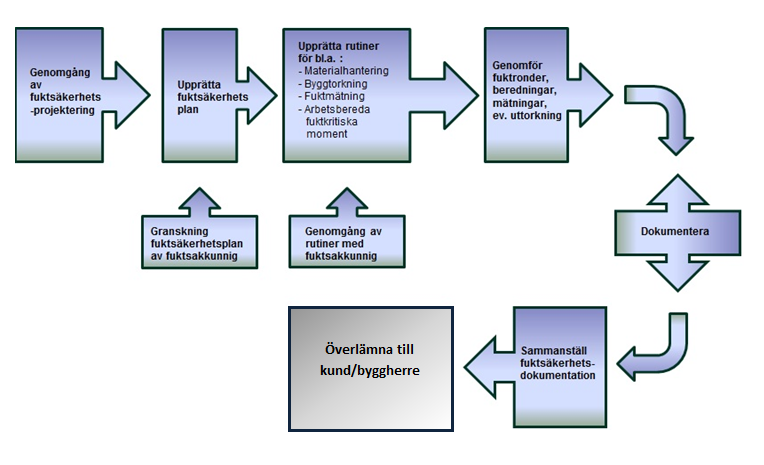 Genomgång
av
fuktsäkerhets
-projektering
Upprätta
fuktsäkerhets
plan
Upprätta rutiner
för bl.a. :
- Materialhantering
- Byggtorkning
- Fuktmätning
- Arbetsbereda
fuktkritiska
moment
Genomför
fuktronder,
beredningar,
mätningar,
ev. uttorkning
Granskning
fuktsäkerhetsplan
av fuktsakkunnig
Genomgång av
rutiner med
fuktsakkunnig
Dokumentera
Sammanställ
fuktsäkerhets-
dokumentation
Överlämna till
kund/byggherre